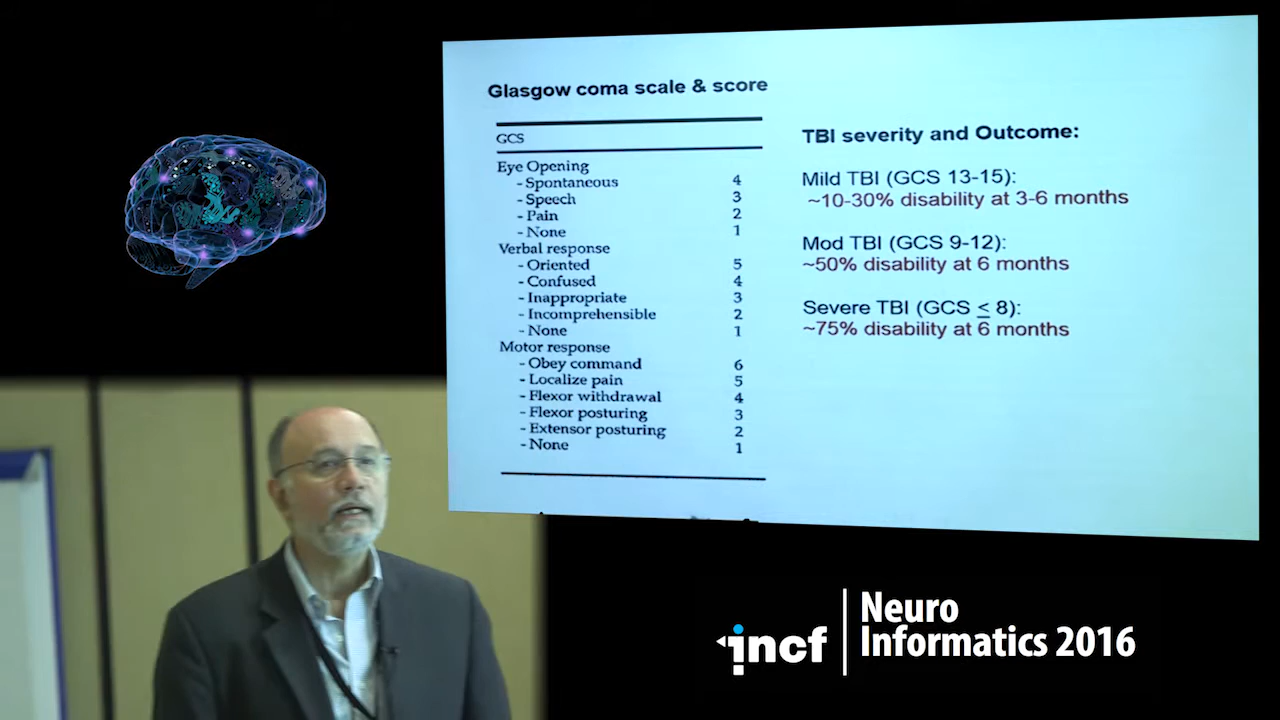 Glasgow coma scale & score
GCS
Eye Opening
- Spontaneous 4
- Speech 3
- Pain 2
- None 1
Verbal response
- Oriented 5
- Confused 4
- Inappropriate 3
- Incomprehensible 2
- None 1
Motor response
- Obey command 6
- Localize pain 5
- Flexor withdrawal 4
- Flexor posturing 3
- Extensor posturing 2
- None 1
TBI severity and Outcome:
Mild TBI (GCS 13-15):
~10-30% disability at 3-6 months
Mod TBI (GCS 9-12):
~50% disability at 6 months
Severe TBI (GCS ≤ 8):
~75% disability at 6 months
incf
Neuro
Informatics 2016